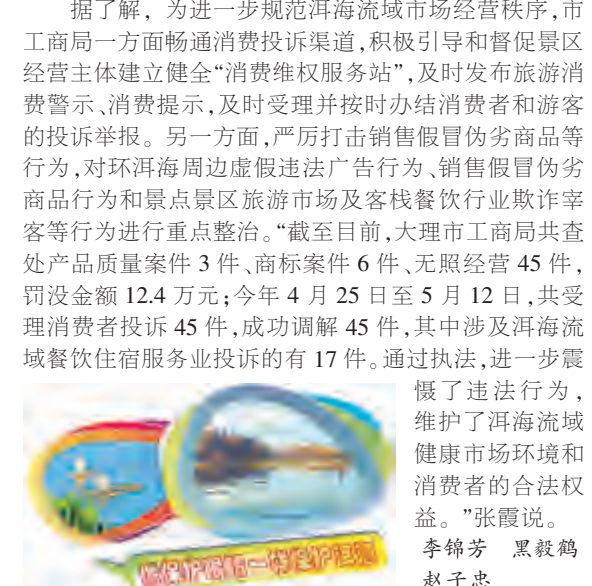 据了解，为进一步规范洱海流域市场经营秩序，市
工商局一方面畅通消费投诉渠道，积极引导和督促景区
经营主体建立健全“消费维权服务站”，及时发布旅游消
费警示、消费提示，及时受理并按时办结消费者和游客
的投诉举报。另一方面，严厉打击销售假冒伪劣商品等
行为，对环洱海周边虚假违法广告行为、销售假冒伪劣
商品行为和景点景区旅游市场及客栈餐饮行业欺诈宰
客等行为进行重点整治。“截至目前，大理市工商局共查
处产品质量案件 3 件、商标案件 6 件、无照经营 45 件，
罚没金额 12.4 万元；今年 4 月 25 日至 5 月 12 日，共受
理消费者投诉 45 件，成功调解 45 件，其中涉及洱海流
域餐饮住宿服务业投诉的有 17 件。通过执法，进一步震
慑了违法行为，
维护了洱海流域
健康市场环境和
消费者的合法权
益。”张霞说。
李锦芳 黑毅鹤
赵子忠